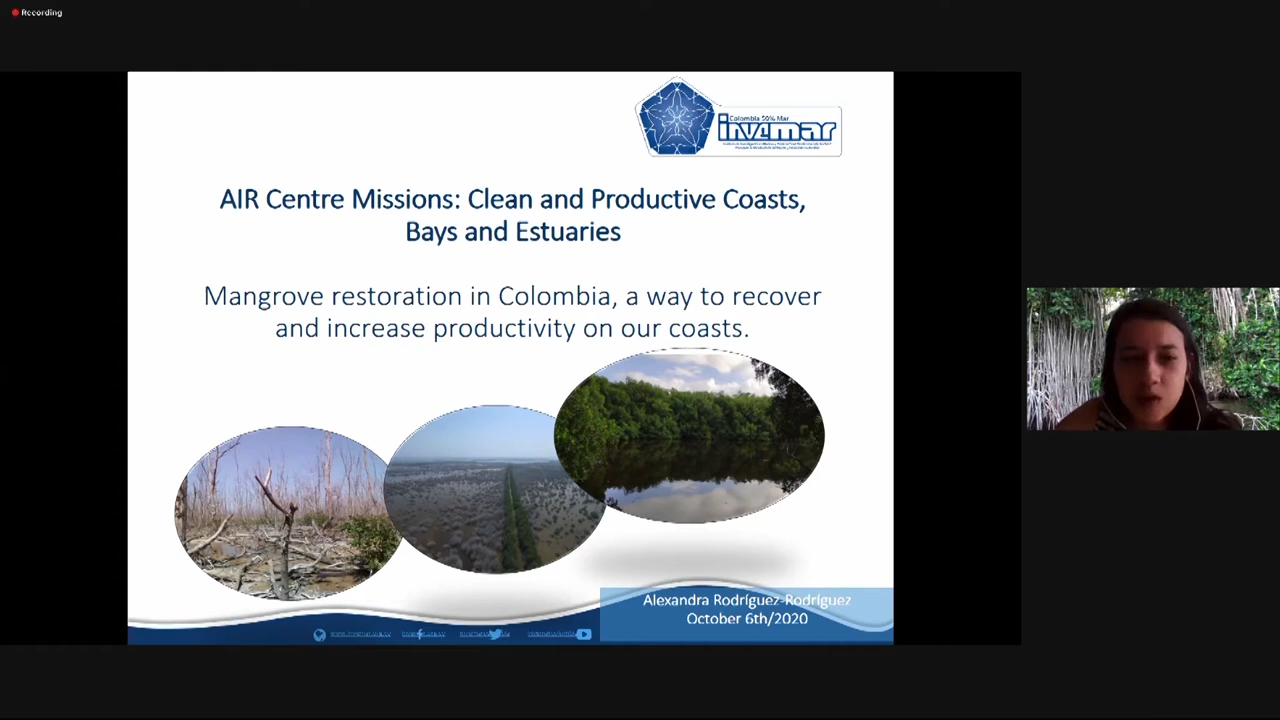 Recording
Colombia 50% Mar
invemar
AIR Centre Missions: Clean and Productive Coasts,
Bays and Estuaries
Mangrove restoration in Colombia, a way to recover
and increase productivity on our coasts.
Alexandra Rodríguez-Rodríguez
October 6th/2020